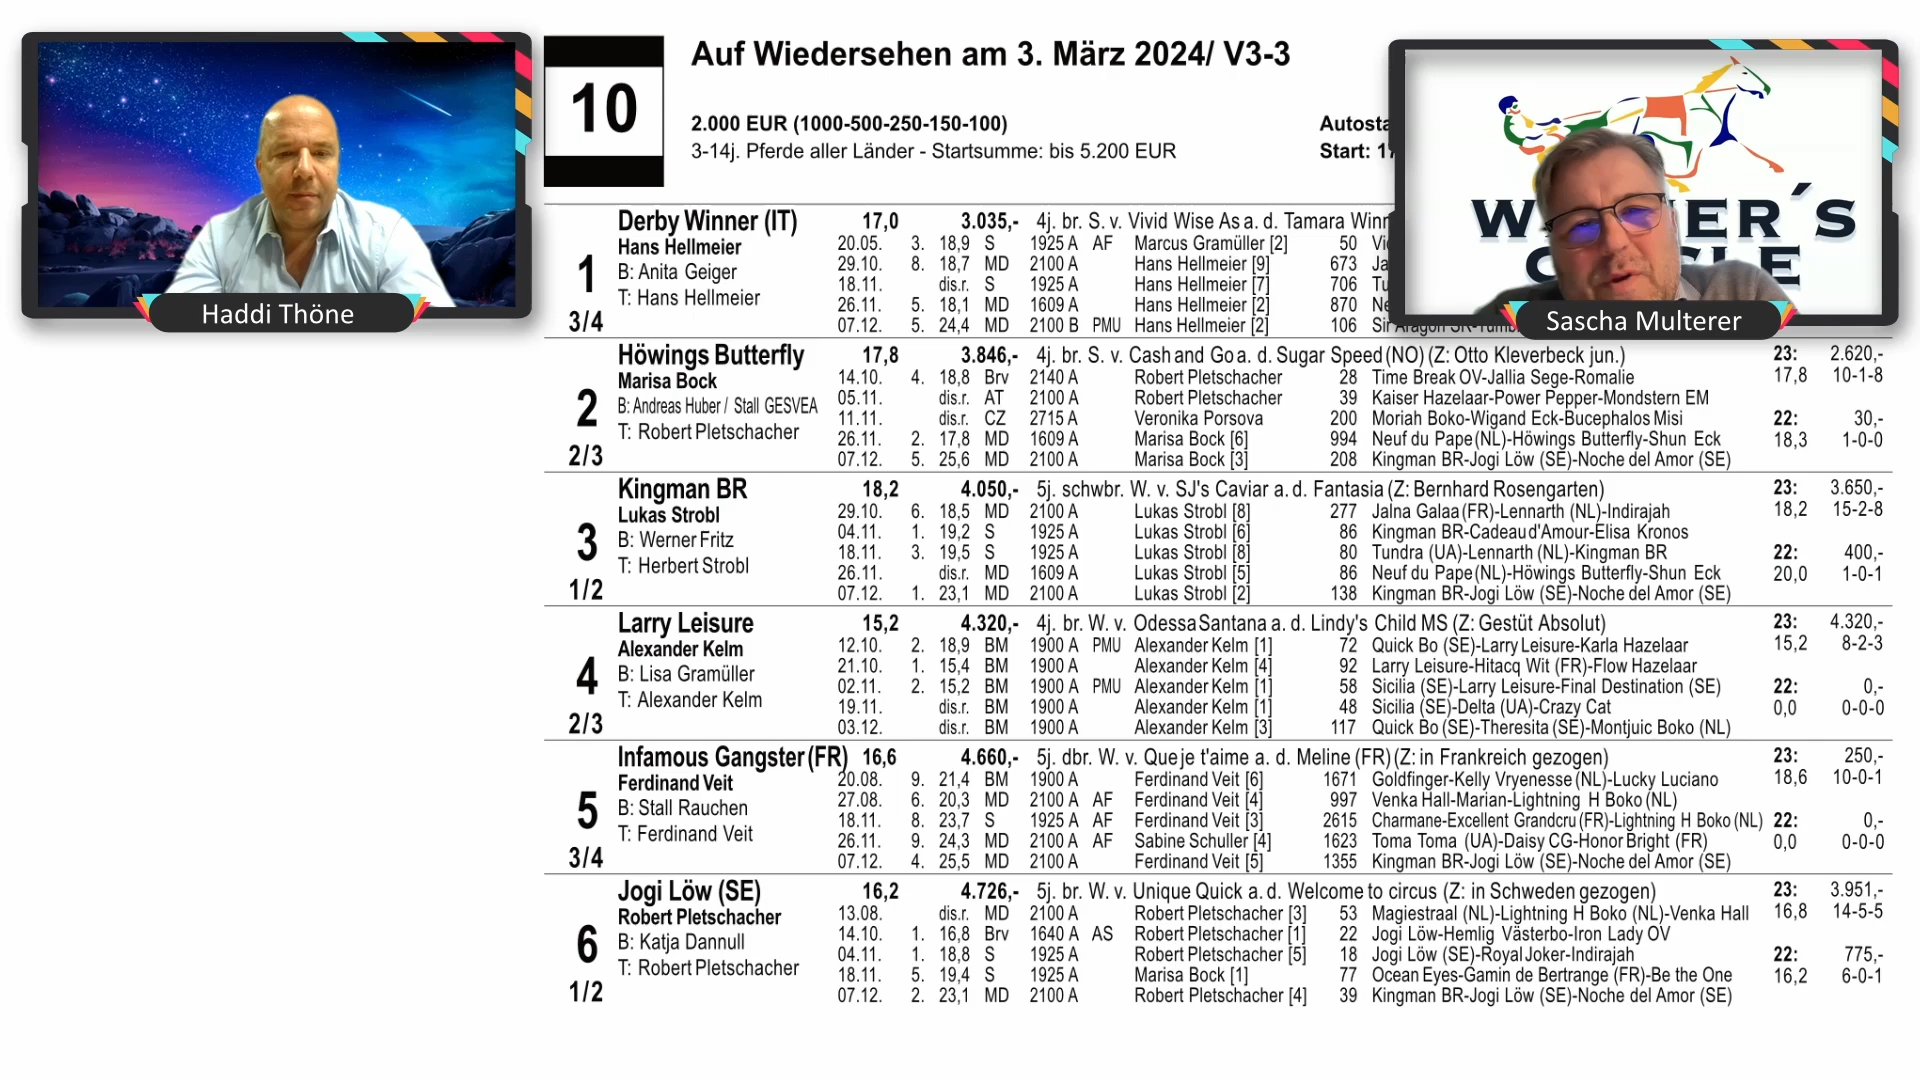 10
Auf Wiedersehen am 3. März 2024/ V3-3
2.000 EUR (1000-500-250-150-100)
3-14j. Pferde aller Länder - Startsumme: bis 5.200 EUR
Haddi Thöne
Sascha Multerer
1
3/4
Derby Winner (IT) 17,0 3.035,- 4j. br. S. v. Vivid Wise As a. d. Tamara
Hans Hellmeier 20.05. 3. 18,9 S 1925 A AF Marcus Gramüller [2] 50
B: Anita Geiger 29.10. 8. 18,7 MD 2100 A Hans Hellmeier [9] 673
18.11. dis.r. S 1925 A Hans Hellmeier [7] 706
T: Hans Hellmeier 26.11. 5. 18,1 MD 1609 A Hans Hellmeier [2] 870
07.12. 5. 24,4 MD 2100 B PMU Hans Hellmeier [2] 106
2
2/3
Höwings Butterfly 17,8 3.846,- 4j. br. S. v. Cash and Go a. d. Sugar Speed (NO) (Z: Otto Kleverbeck jun.) 23: 2.620,-
Marisa Bock 14.10. 4. 18,8 Brv 2140 A Robert Pletschacher 28 Time Break OV-Jallia Sege-Romalie 17,8 10-1-8
B: Andreas Huber / Stall GESVEA 05.11. dis.r. AT 2100 A Robert Pletschacher 39 Kaiser Hazelaar-Power Pepper-Mondstern EM
11.11. dis.r. CZ 2715 A Veronika Porsova 200 Moriah Boko-Wigand Eck-Bucephalos Misi 22: 30,-
T: Robert Pletschacher 26.11. 2. 17,8 MD 1609 A Marisa Bock [6] 994 Neuf du Pape (NL)-Höwings Butterfly-Shun Eck 18,3 1-0-0
07.12. 5. 25,6 MD 2100 A Marisa Bock [3] 208 Kingman BR-Jogi Löw (SE)-Noche del Amor (SE)
3
1/2
Kingman BR 18,2 4.050,- 5j. schwbr. W. v. SJ's Caviar a. d. Fantasia (Z: Bernhard Rosengarten) 23: 3.650,-
Lukas Strobl 29.10. 6. 18,5 MD 2100 A Lukas Strobl [8] 277 Jalna Galaa (FR)-Lennarth (NL)-Indirajah 18,2 15-2-8
B: Werner Fritz 04.11. 1. 19,2 S 1925 A Lukas Strobl [6] 86 Kingman BR-Cadeau d'Amour-Elisa Kronos
18.11. 3. 19,5 S 1925 A Lukas Strobl [8] 80 Tundra (UA)-Lennarth (NL)-Kingman BR 22: 400,-
T: Herbert Strobl 26.11. dis.r. MD 1609 A Lukas Strobl [5] 86 Neuf du Pape (NL)-Höwings Butterfly-Shun Eck 20,0 1-0-1
07.12. 1. 23,1 MD 2100 A Lukas Strobl [2] 138 Kingman BR-Jogi Löw (SE)-Noche del Amor (SE)
4
2/3
Larry Leisure 15,2 4.320,- 4j. br. W. v. Odessa Santana a. d. Lindy's Child MS (Z: Gestüt Absolut) 23: 4.320,-
Alexander Kelm 12.10. 2. 18,9 BM 1900 A PMU Alexander Kelm [1] 72 Quick Bo (SE)-Larry Leisure-Karla Hazelaar 15,2 8-2-3
B: Lisa Gramüller 21.10. 1. 15,4 BM 1900 A Alexander Kelm [4] 92 Larry Leisure-Hitacq Wit (FR)-Flow Hazelaar
02.11. 2. 15,2 BM 1900 A PMU Alexander Kelm [1] 58 Sicilia (SE)-Larry Leisure-Final Destination (SE) 22: 0,-
T: Alexander Kelm 19.11. dis.r. BM 1900 A Alexander Kelm [1] 48 Sicilia (SE)-Delta (UA)-Crazy Cat 0,0 0-0-0
03.12. dis.r. BM 1900 A Alexander Kelm [3] 117 Quick Bo (SE)-Theresita (SE)-Montjuic Boko (NL)
5
3/4
Infamous Gangster (FR) 16,6 4.660,- 5j. dbr. W. v. Que je t'aime a. d. Meline (FR) (Z: in Frankreich gezogen) 23: 250,-
Ferdinand Veit 20.08. 9. 21,4 BM 1900 A Ferdinand Veit [6] 1671 Goldfinger-Kelly Vryenesse (NL)-Lucky Luciano 18,6 10-0-1
B: Stall Rauchen 27.08. 6. 20,3 MD 2100 A AF Ferdinand Veit [4] 997 Venka Hall-Marian-Lightning H Boko (NL)
18.11. 8. 23,7 S 1925 A AF Ferdinand Veit [3] 2615 Charmane-Excellent Grandcru (FR)-Lightning H Boko (NL) 22: 0,-
T: Ferdinand Veit 26.11. 9. 24,3 MD 2100 A AF Sabine Schuller [4] 1623 Toma Toma (UA)-Daisy CG-Honor Bright (FR) 0,0 0-0-0
07.12. 4. 25,5 MD 2100 A Ferdinand Veit [5] 1355 Kingman BR-Jogi Löw (SE)-Noche del Amor (SE)
6
1/2
Jogi Löw (SE) 16,2 4.726,- 5j. br. W. v. Unique Quick a. d. Welcome to circus (Z: in Schweden gezogen) 23: 3.951,-
Robert Pletschacher 13.08. dis.r. MD 2100 A Robert Pletschacher [3] 53 Magiestraal (NL)-Lightning H Boko (NL)-Venka Hall 16,8 14-5-5
B: Katja Dannull 14.10. 1. 16,8 Brv 1640 A AS Robert Pletschacher [1] 22 Jogi Löw-Hemlig Västerbo-Iron Lady OV
04.11. 1. 18,8 S 1925 A Robert Pletschacher [5] 18 Jogi Löw (SE)-Royal Joker-Indirajah 22: 775,-
T: Robert Pletschacher 18.11. 5. 19,4 S 1925 A Marisa Bock [1] 77 Ocean Eyes-Gamin de Bertrange (FR)-Be the One 16,2 6-0-1
07.12. 2. 23,1 MD 2100 A Robert Pletschacher [4] 39 Kingman BR-Jogi Löw (SE)-Noche del Amor (SE)